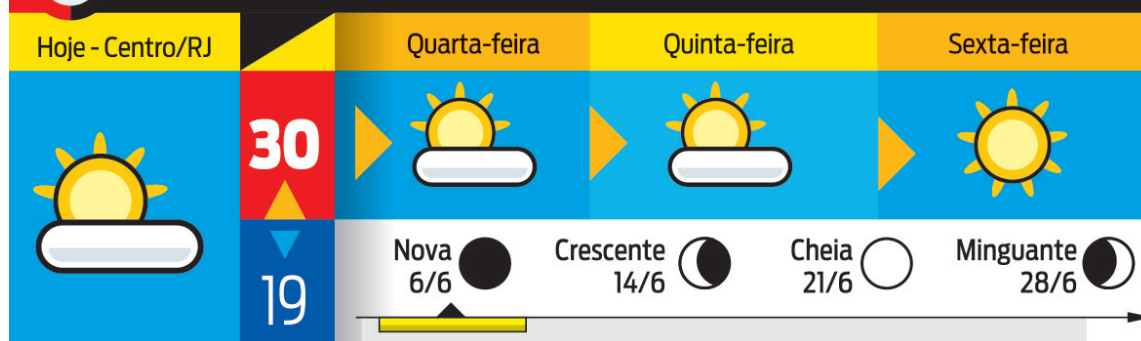 Hoje - Centro/RJ
Quarta-feira
Quinta-feira
Sexta-feira
30
19
Nova
6/6
Crescente
14/6
Cheia
21/6
Minguante
28/6